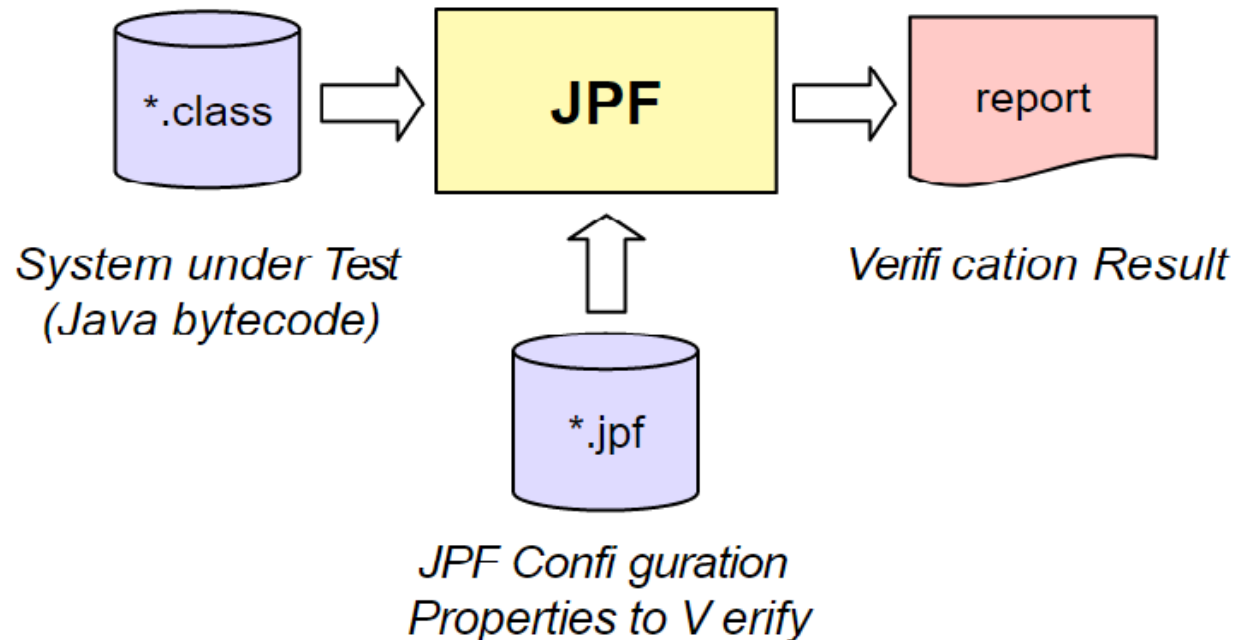 *.class
JPF
report
System under Test
(Java bytecode)
Verifi cation Result
*.jpf
JPF Confi guration
Properties to V erify